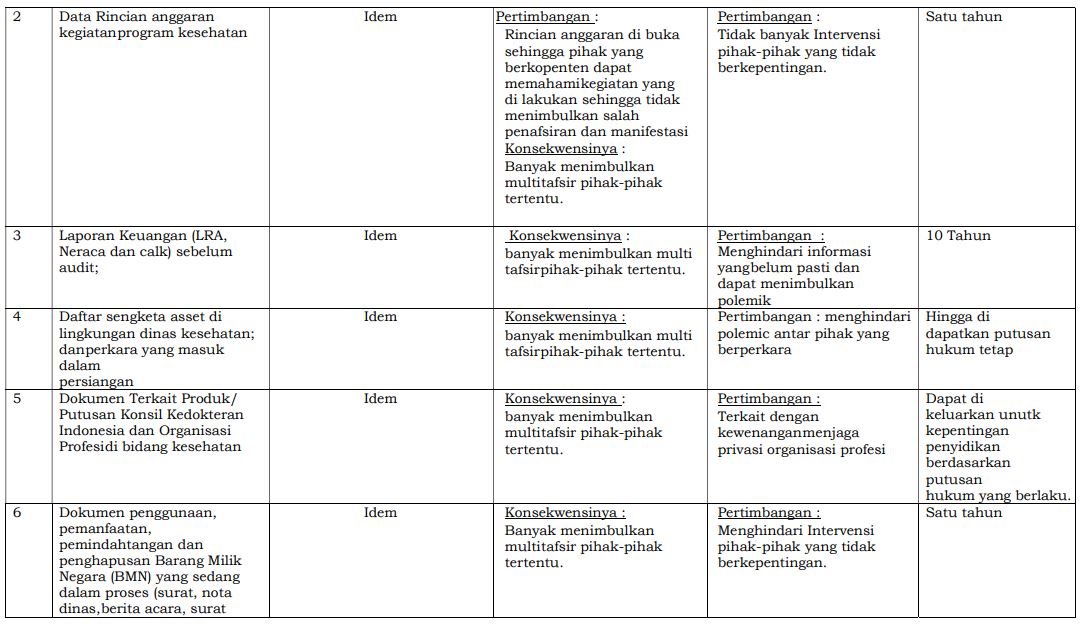 2
Data Rincian anggaran
kegiatanprogram kesehatan
Idem
Pertimbangan :
Rincian anggaran di buka
sehingga pihak yang
berkopenten dapat
memahamikegiatan yang
di lakukan sehingga tidak
menimbulkan salah
penafsiran dan manifestasi
Konsekwensinya :
Banyak menimbulkan
multitafsir pihak-pihak
tertentu.
Pertimbangan :
Tidak banyak Intervensi
pihak-pihak yang tidak
berkepentingan.
Satu tahun
3
Laporan Keuangan (LRA,
Neraca dan calk) sebelum
audit;
Idem
Konsekwensinya :
banyak menimbulkan multi
tafsirpihak-pihak tertentu.
Pertimbangan :
Menghindari informasi
yangbelum pasti dan
dapat menimbulkan
polemik
10 Tahun
4
Daftar sengketa asset di
lingkungan dinas kesehatan;
danperkara yang masuk
dalam
persiangan
Idem
Konsekwensinya :
banyak menimbulkan multi
tafsirpihak-pihak tertentu.
Pertimbangan : menghindari
polemic antar pihak yang
berperkara
Hingga di
dapatkan putusan
hukum tetap
5
Dokumen Terkait Produk/
Putusan Konsil Kedokteran
Indonesia dan Organisasi
Profesidi bidang kesehatan
Idem
Konsekwensinya :
banyak menimbulkan
multitafsir pihak-pihak
tertentu.
Pertimbangan :
Terkait dengan
kewenanganmenjaga
privasi organisasi profesi
Dapat di
keluarkan unutk
kepentingan
penyidikan
berdasarkan
putusan
hukum yang berlaku.
6
Dokumen penggunaan,
pemanfaatan,
pemindahtangan dan
penghapusan Barang Milik
Negara (BMN) yang sedang
dalam proses (surat, nota
dinas,berita acara, surat
Idem
Konsekwensinya :
Banyak menimbulkan
multitafsir pihak-pihak
tertentu.
Pertimbangan :
Menghindari Intervensi
pihak-pihak yang tidak
berkepentingan.
Satu tahun